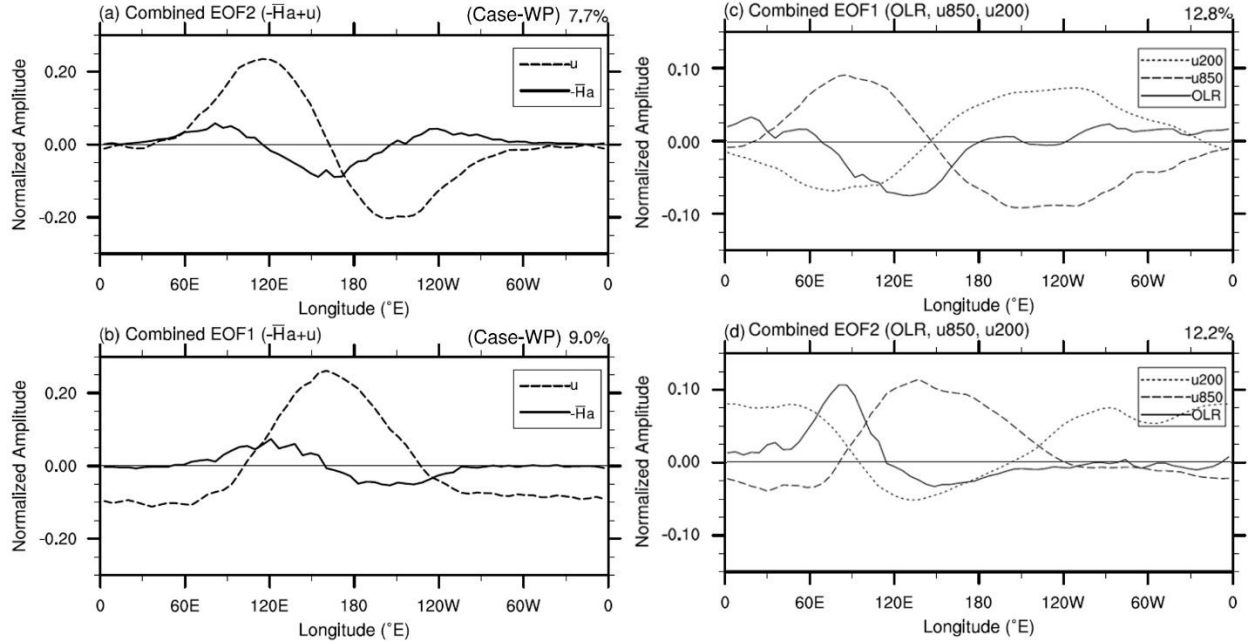 (a) Combined EOF2 (-H̅a+u) (Case-WP) 7.7%
Normalized Amplitude
0.20
0.00
-0.20
u
-H̅a
0 60E 120E 180 120W 60W 0
Longitude (°E)
(b) Combined EOF1 (-H̅a+u) (Case-WP) 9.0%
Normalized Amplitude
0.20
0.00
-0.20
u
-H̅a
0 60E 120E 180 120W 60W 0
Longitude (°E)
(c) Combined EOF1 (OLR, u850, u200) 12.8%
Normalized Amplitude
0.10
0.00
-0.10
u200
u850
OLR
0 60E 120E 180 120W 60W 0
Longitude (°E)
(d) Combined EOF2 (OLR, u850, u200) 12.2%
Normalized Amplitude
0.10
0.00
-0.10
u200
u850
OLR
0 60E 120E 180 120W 60W 0
Longitude (°E)